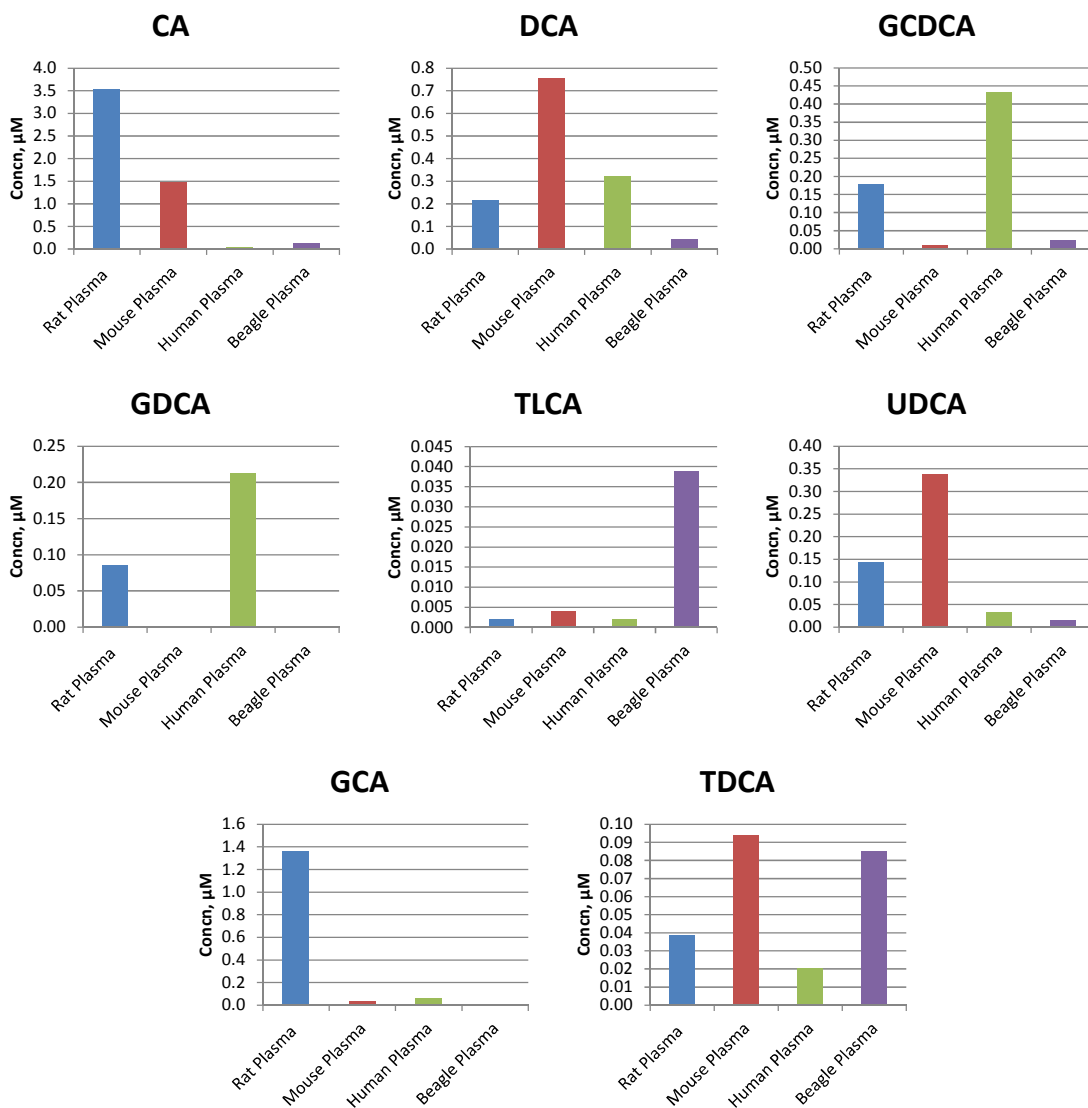 CA
4.0
3.5
3.0
2.5
2.0
1.5
1.0
0.5
0.0
Concn, µM
Rat Plasma
Mouse Plasma
Human Plasma
Beagle Plasma
DCA
0.8
0.7
0.6
0.5
0.4
0.3
0.2
0.1
0.0
Concn, µM
Rat Plasma
Mouse Plasma
Human Plasma
Beagle Plasma
GCDCA
0.50
0.45
0.40
0.35
0.30
0.25
0.20
0.15
0.10
0.05
0.00
Concn, µM
Rat Plasma
Mouse Plasma
Human Plasma
Beagle Plasma
GDCA
0.25
0.20
0.15
0.10
0.05
0.00
Concn, µM
Rat Plasma
Mouse Plasma
Human Plasma
Beagle Plasma
TLCA
0.045
0.040
0.035
0.030
0.025
0.020
0.015
0.010
0.005
0.000
Concn, µM
Rat Plasma
Mouse Plasma
Human Plasma
Beagle Plasma
UDCA
0.40
0.35
0.30
0.25
0.20
0.15
0.10
0.05
0.00
Concn, µM
Rat Plasma
Mouse Plasma
Human Plasma
Beagle Plasma
GCA
1.6
1.4
1.2
1.0
0.8
0.6
0.4
0.2
0.0
Concn, µM
Rat Plasma
Mouse Plasma
Human Plasma
Beagle Plasma
TDCA
0.10
0.09
0.08
0.07
0.06
0.05
0.04
0.03
0.02
0.01
0.00
Concn, µM
Rat Plasma
Mouse Plasma
Human Plasma
Beagle Plasma